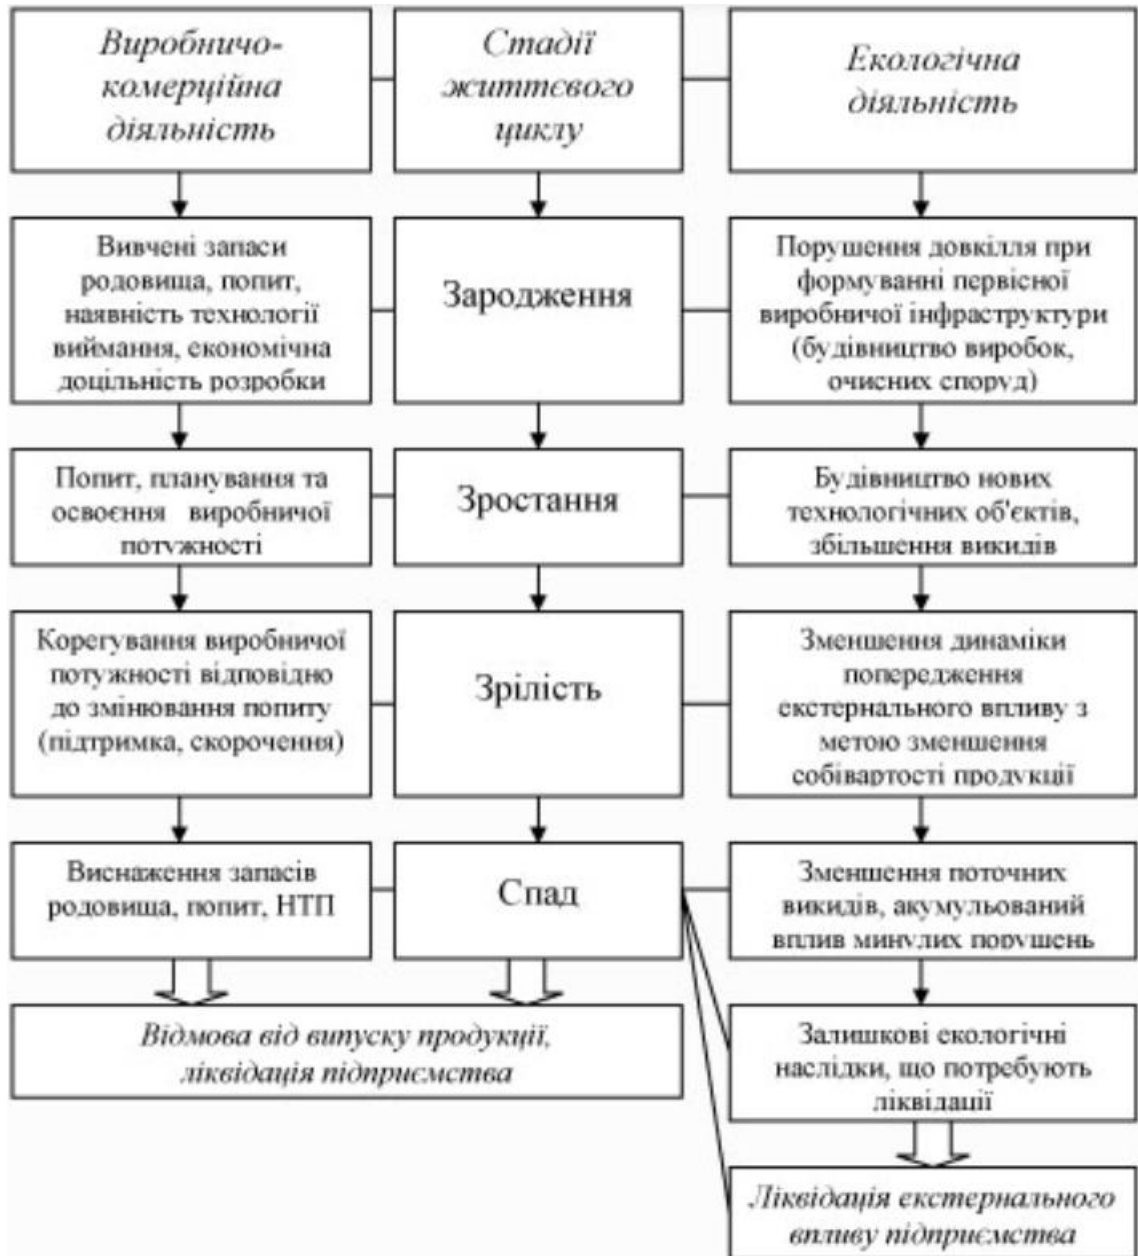 Виробничо-
комерційна
діяльність
Стадії
життєвого
циклу
Екологічна
діяльність
Вивчені запаси
родовища, попит,
наявність технології
виймання, економічна
доцільність розробки
Зародження
Порушення довкілля при
формуванні первісної
виробничої інфраструктури
(будівництво виробок,
очисних споруд)
Попит, планування та
освоєння виробничої
потужності
Зростання
Будівництво нових
технологічних об'єктів,
збільшення викидів
Корегування виробничої
потужності відповідно
до змінювання попиту
(підтримка, скорочення)
Зрілість
Зменшення динаміки
попередження
екстернального впливу з
метою зменшення
собівартості продукції
Виснаження запасів
родовища, попит, НТП
Спад
Зменшення поточних
викидів, акумульований
вплив минулих порушень
Відмова від випуску продукції,
ліквідація підприємства
Залишкові екологічні
наслідки, що потребують
ліквідації
Ліквідація екстернального
впливу підприємства